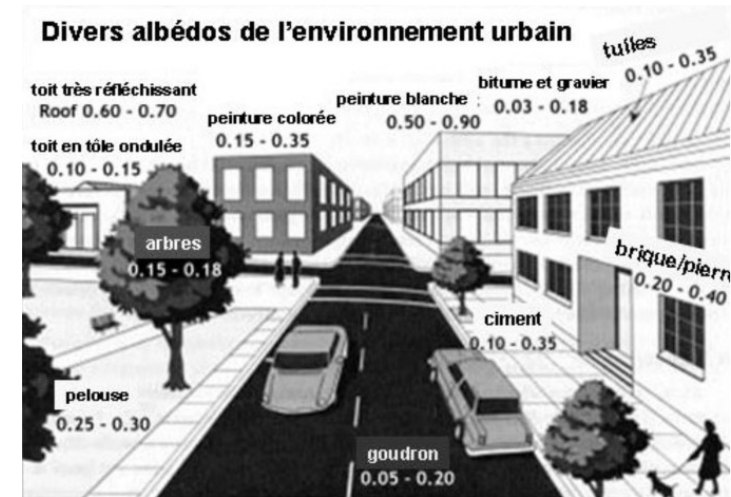 Divers albédos de l'environnement urbain
toit très réfléchissant
Roof 0.60 - 0.70
toit en tôle ondulée
0.10 - 0.15
peinture colorée
0.15 - 0.35
peinture blanche :
0.50 - 0.90
bitume et gravier
0.03 - 0.18
tuiles
0.10 - 0.35
arbres
0.15 - 0.18
brique/pierre
0.20 - 0.40
ciment
0.10 - 0.35
pelouse
0.25 - 0.30
goudron
0.05 - 0.20